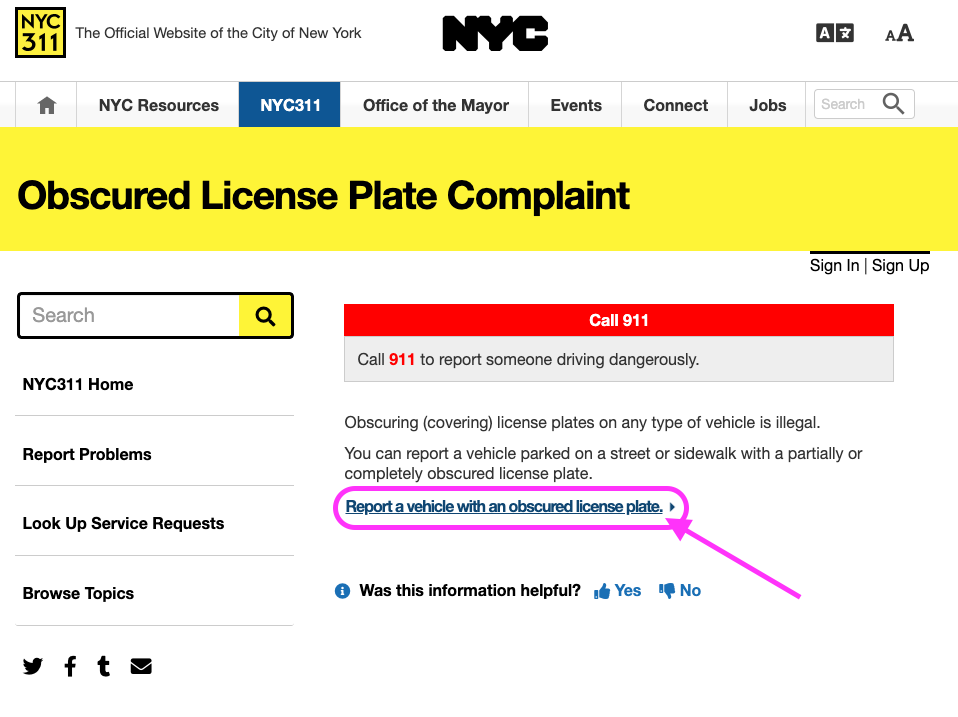 NYC
311
The Official Website of the City of New York
NYC
NYC Resources
NYC311
Office of the Mayor
Events
Connect
Jobs
Search
Obscured License Plate Complaint
Sign In | Sign Up
Search
NYC311 Home
Report Problems
Look Up Service Requests
Browse Topics
Call 911
Call 911 to report someone driving dangerously.
Obscuring (covering) license plates on any type of vehicle is illegal.
You can report a vehicle parked on a street or sidewalk with a partially or
completely obscured license plate.
Report a vehicle with an obscured license plate.
Was this information helpful? Yes No